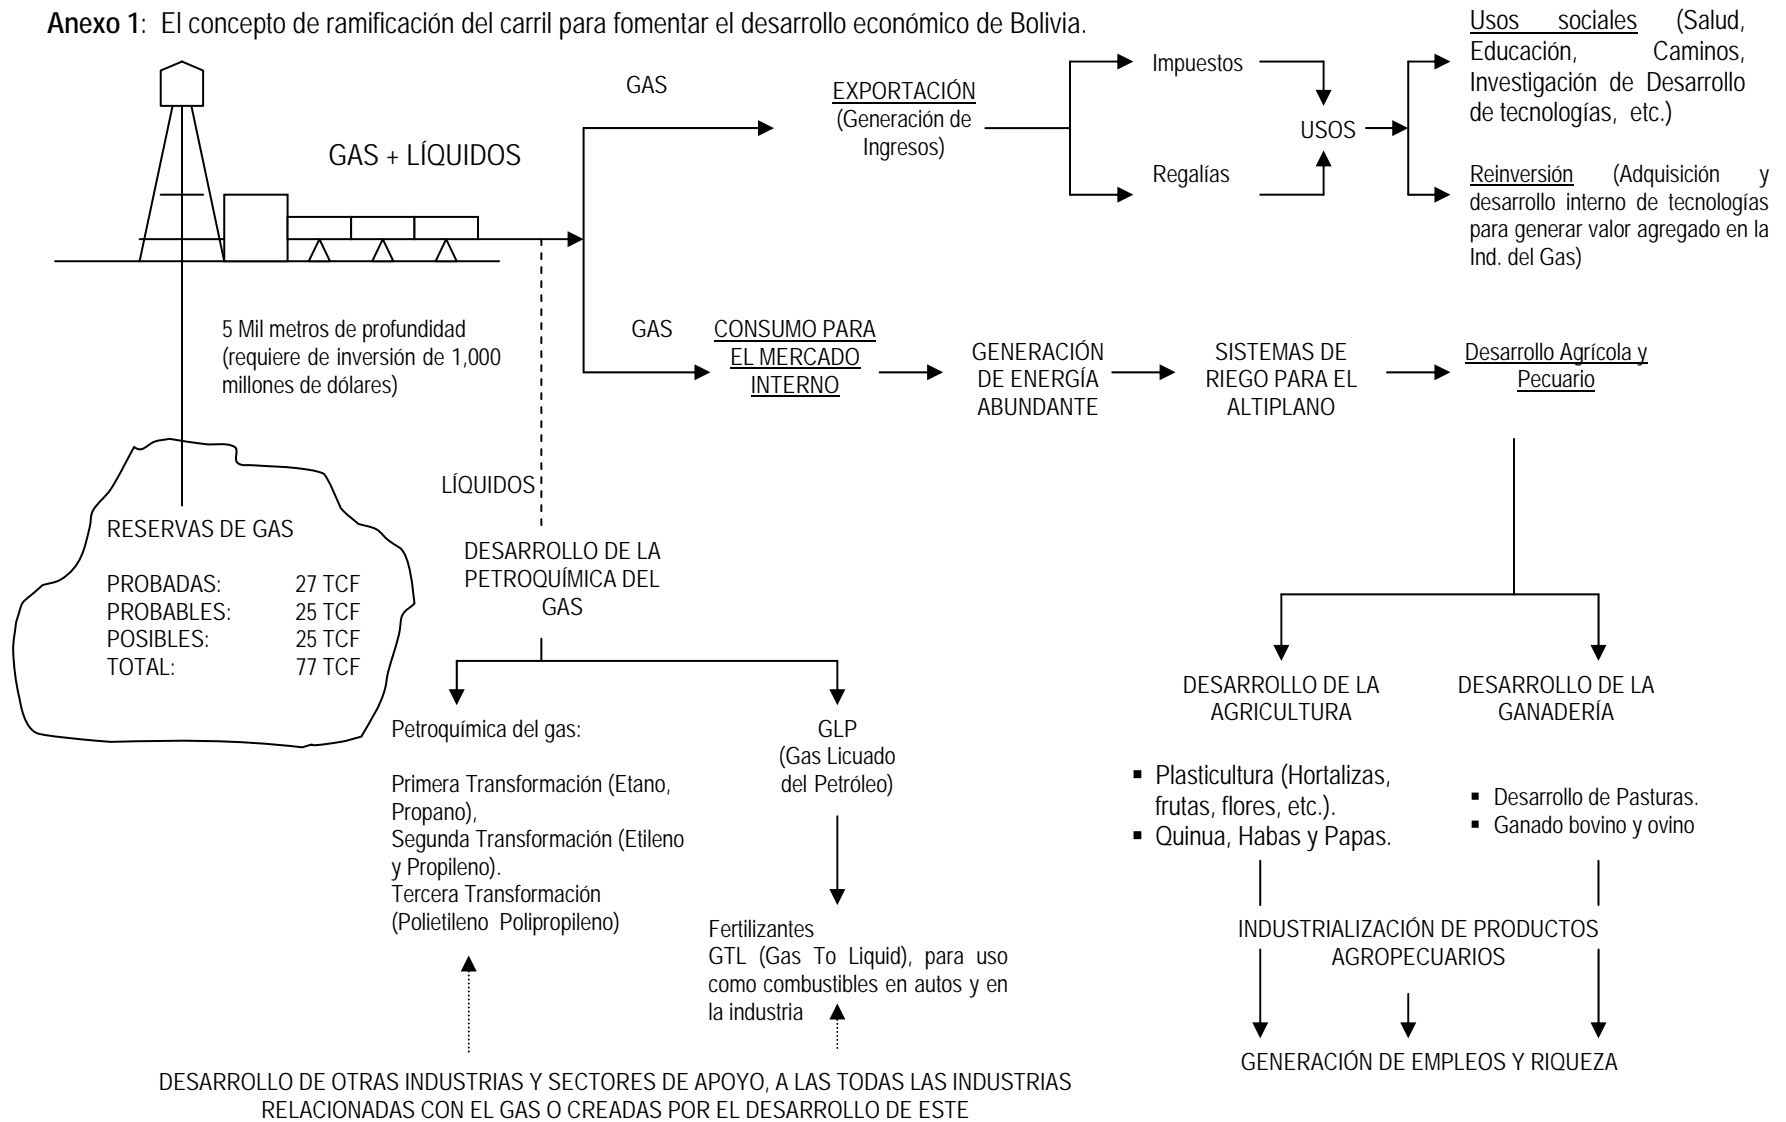 Anexo 1: El concepto de ramificación del carril para fomentar el desarrollo económico de Bolivia.
GAS + LÍQUIDOS
GAS
EXPORTACIÓN
(Generación de
Ingresos)
Impuestos
Regalías
USOS
Usos sociales (Salud,
Educación, Caminos,
Investigación de Desarrollo
de tecnologías, etc.)
Reinversión (Adquisición y
desarrollo interno de tecnologías
para generar valor agregado en la
Ind. del Gas)
5 Mil metros de profundidad
(requiere de inversión de 1,000
millones de dólares)
GAS
CONSUMO PARA
EL MERCADO
INTERNO
GENERACIÓN
DE ENERGÍA
ABUNDANTE
SISTEMAS DE
RIEGO PARA EL
ALTIPLANO
Desarrollo Agrícola y
Pecuario
RESERVAS DE GAS
PROBADAS: 27 TCF
PROBABLES: 25 TCF
POSIBLES: 25 TCF
TOTAL: 77 TCF
LÍQUIDOS
DESARROLLO DE LA
PETROQUÍMICA DEL
GAS
Petroquímica del gas:
Primera Transformación (Etano,
Propano),
Segunda Transformación (Etileno
y Propileno).
Tercera Transformación
(Polietileno Polipropileno)
GLP
(Gas Licuado
del Petróleo)
Fertilizantes
GTL (Gas To Liquid), para uso
como combustibles en autos y en
la industria
DESARROLLO DE LA
AGRICULTURA
▪ Plasticultura (Hortalizas,
frutas, flores, etc.).
▪ Quinua, Habas y Papas.
DESARROLLO DE LA
GANADERÍA
▪ Desarrollo de Pasturas.
▪ Ganado bovino y ovino
INDUSTRIALIZACIÓN DE PRODUCTOS
AGROPECUARIOS
GENERACIÓN DE EMPLEOS Y RIQUEZA
DESARROLLO DE OTRAS INDUSTRIAS Y SECTORES DE APOYO, A LAS TODAS LAS INDUSTRIAS
RELACIONADAS CON EL GAS O CREADAS POR EL DESARROLLO DE ESTE